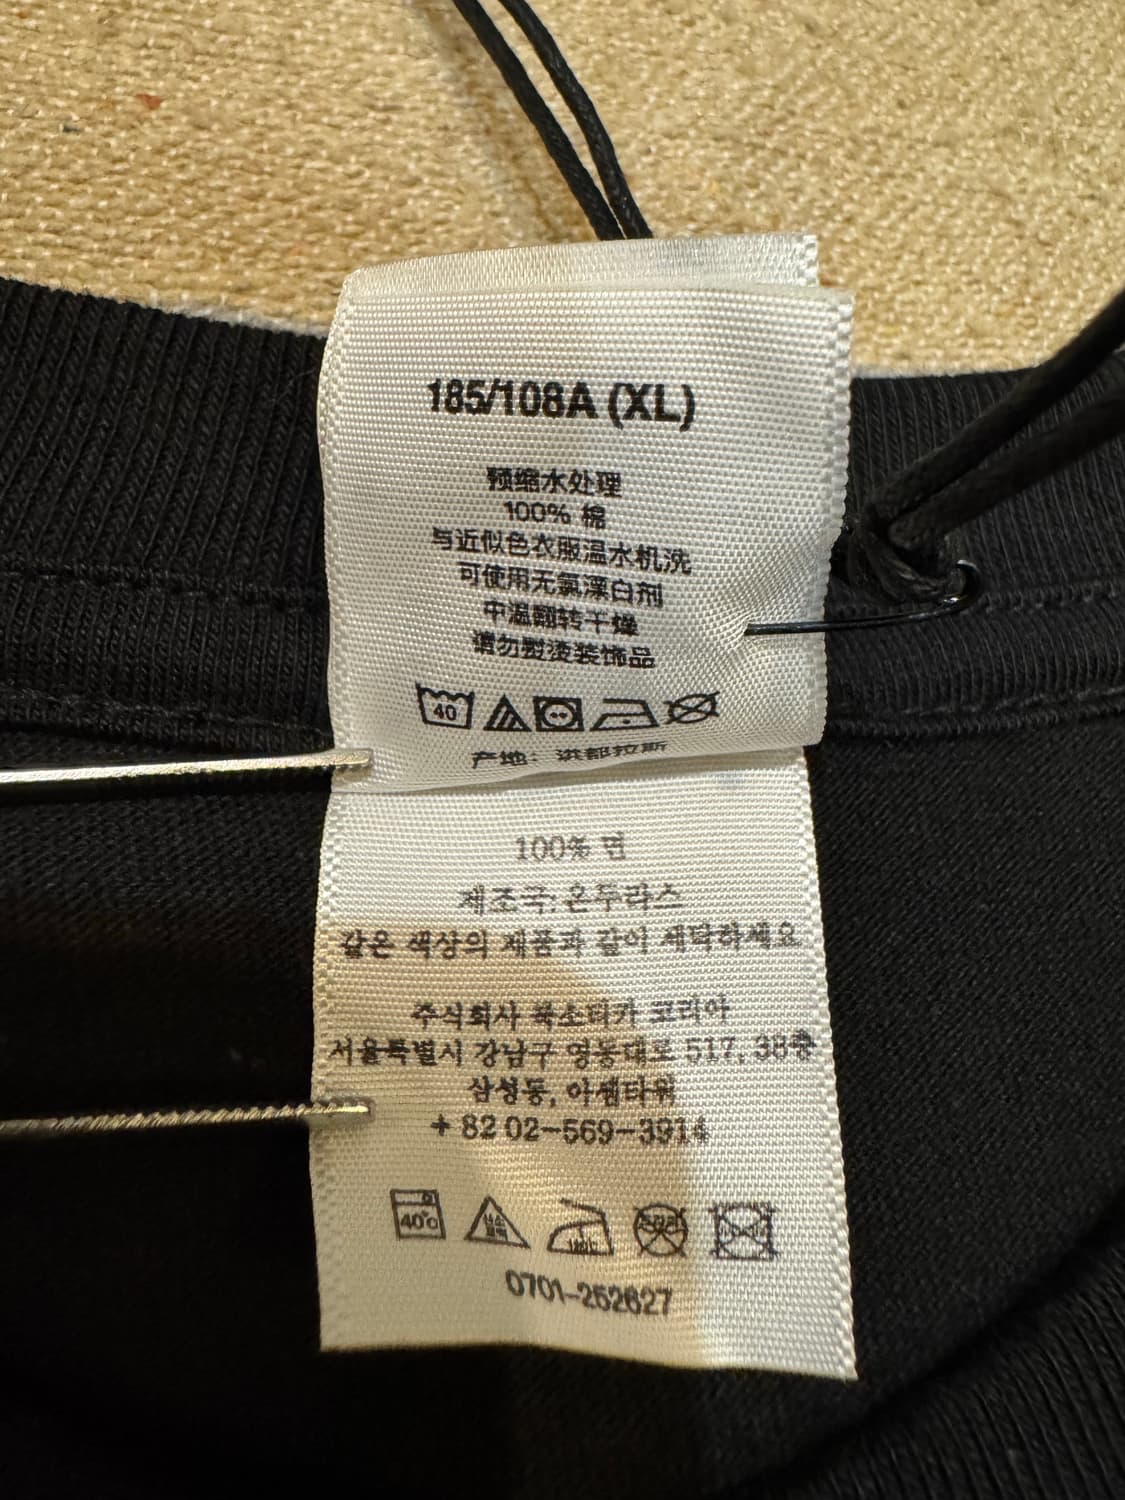 185/108A (XL)
预缩水处理
100% 棉
与近似色衣服温水机洗
可使用无氯漂白剂
中温翻转干燥
请勿熨烫装饰品
40
产地：洪都拉斯
100% 면
제조국: 온두라스
같은 색상의 제품과 같이 세탁하세요
주식회사 룩소티카 코리아
서울특별시 강남구 영동대로 517, 38층
삼성동, 아셈타워
+ 82 02-569-3914
40℃
0701-252627